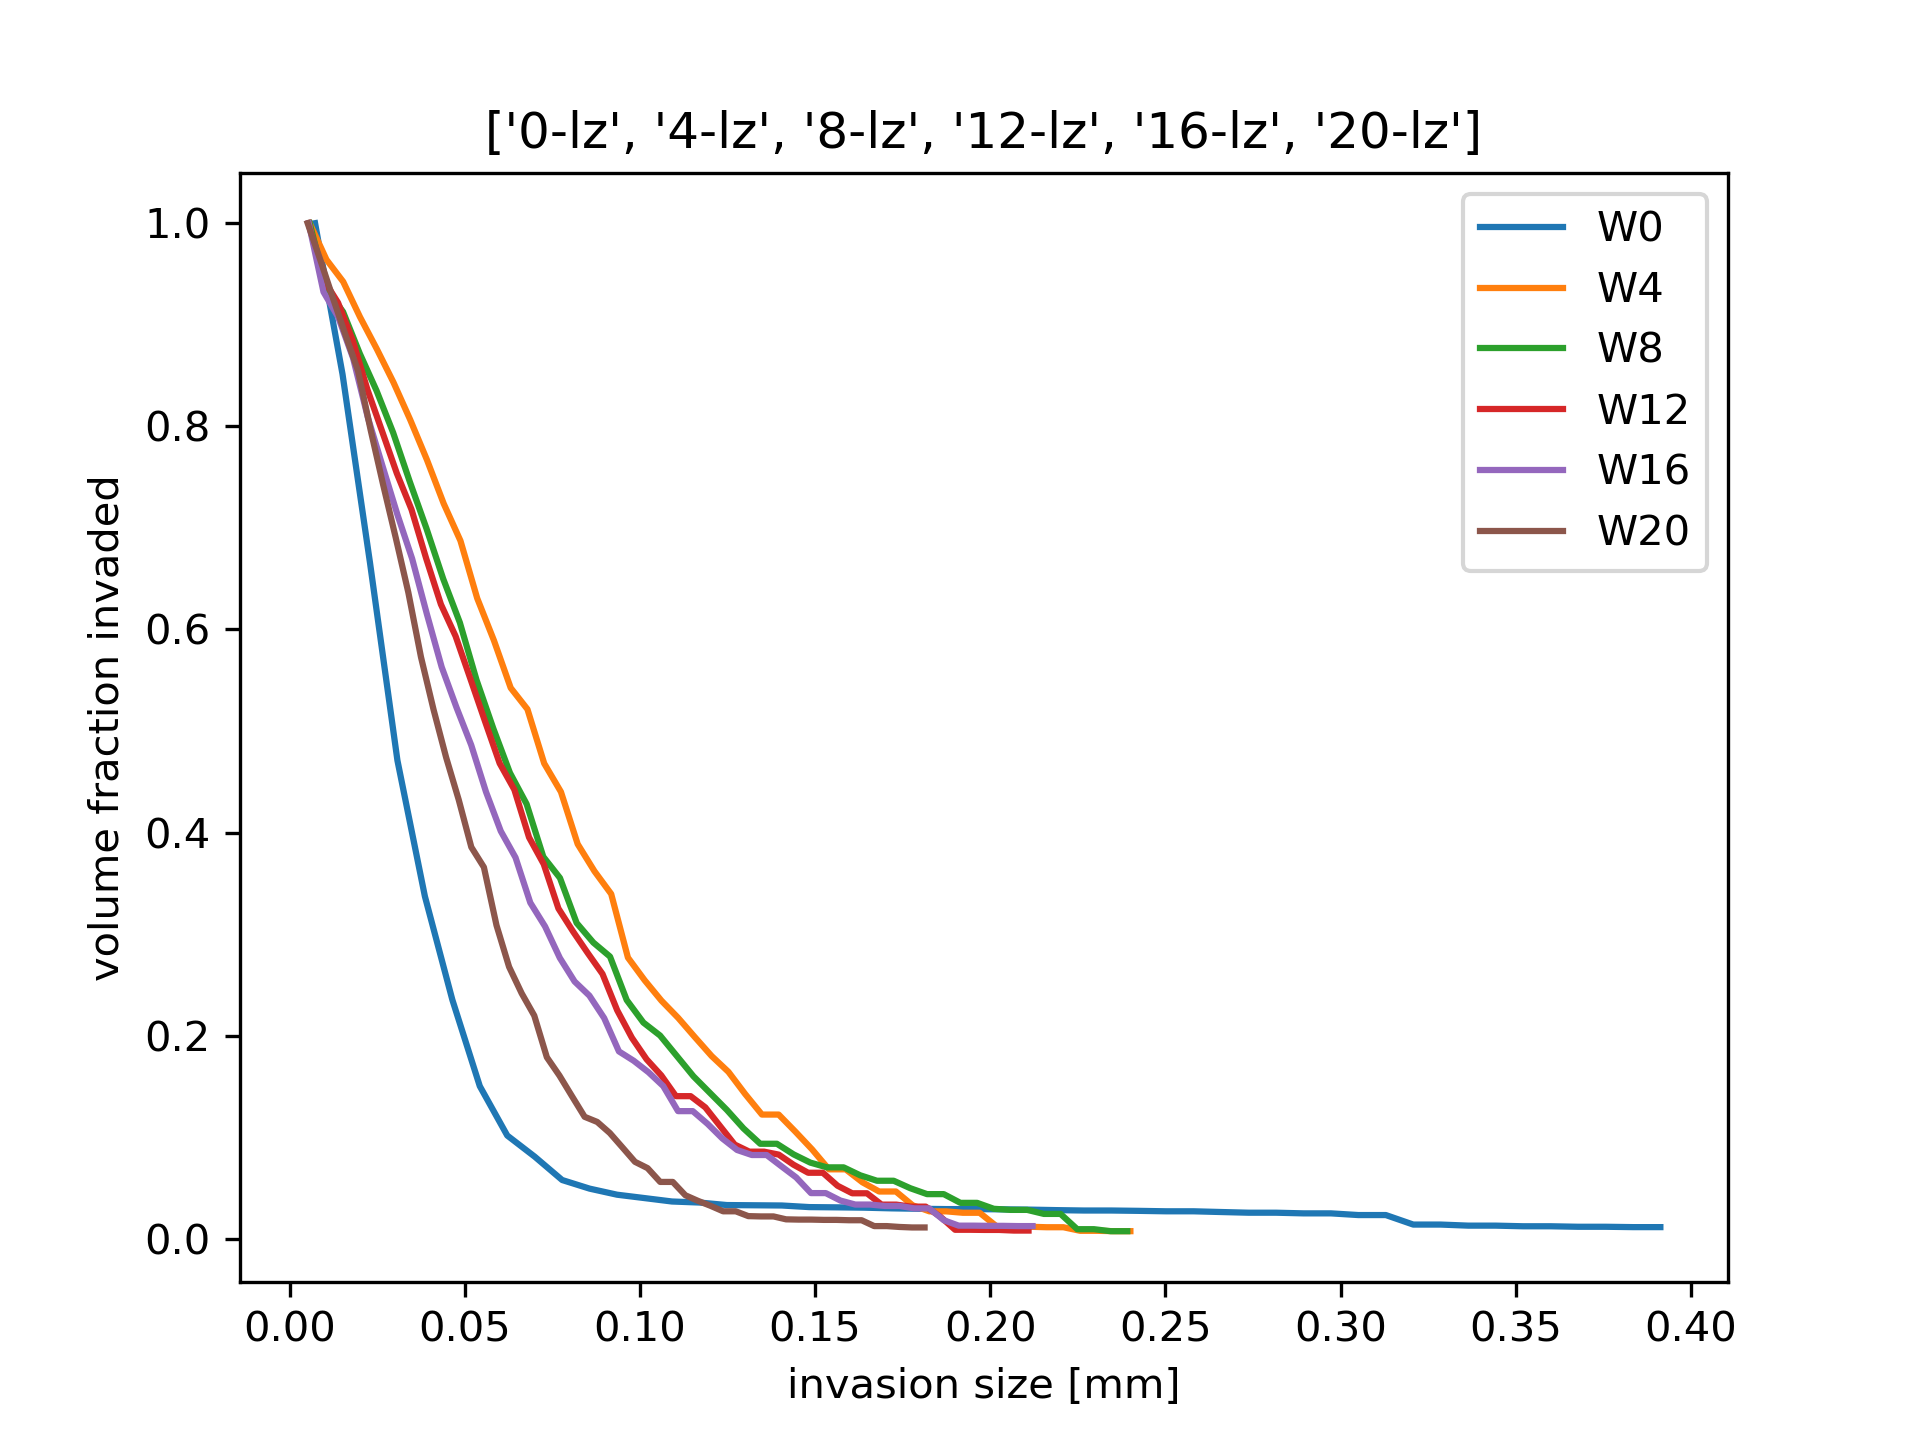 ['0-lz', '4-lz', '8-lz', '12-lz', '16-lz', '20-lz']
W0
W4
W8
W12
W16
W20
volume fraction invaded
1.0
0.8
0.6
0.4
0.2
0.0
0.00 0.05 0.10 0.15 0.20 0.25 0.30 0.35 0.40
invasion size [mm]